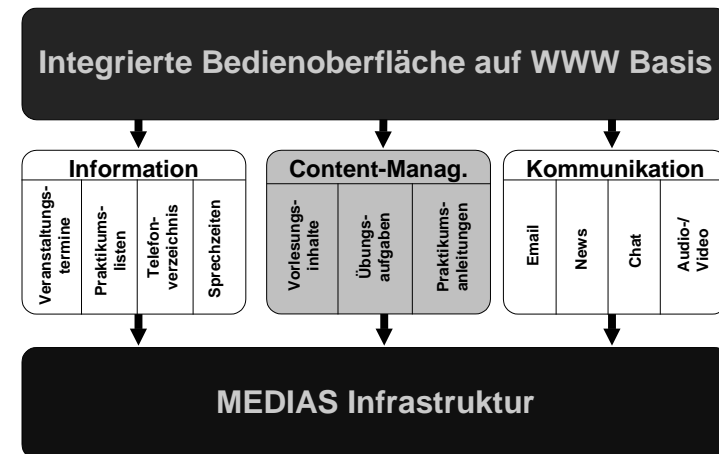 Integrierte Bedienoberfläche auf WWW Basis
Information
Veranstaltungs-
termine
Praktikums-
listen
Telefon-
verzeichnis
Sprechzeiten
Content-Manag.
Vorlesungs-
inhalte
Übungs-
aufgaben
Praktikums-
anleitungen
Kommunikation
Email
News
Chat
Audio-/
Video
MEDIAS Infrastruktur